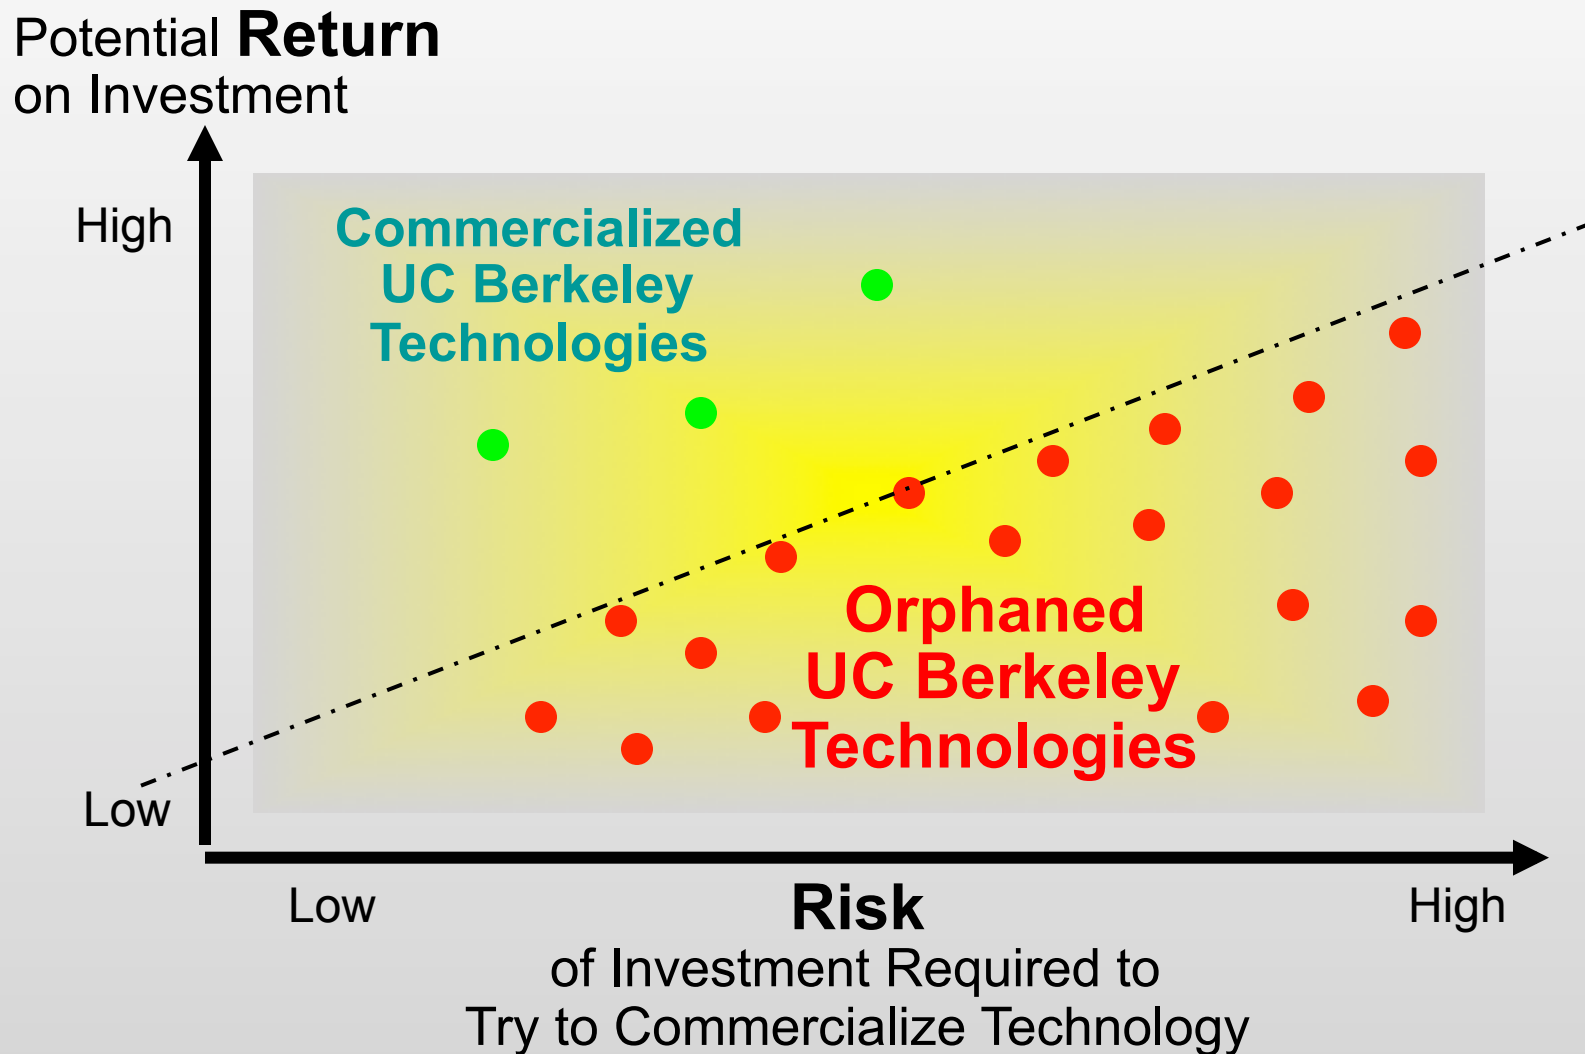 Potential Return
on Investment
High
Commercialized
UC Berkeley
Technologies
Orphaned
UC Berkeley
Technologies
Low
Low
Risk
High
of Investment Required to
Try to Commercialize Technology